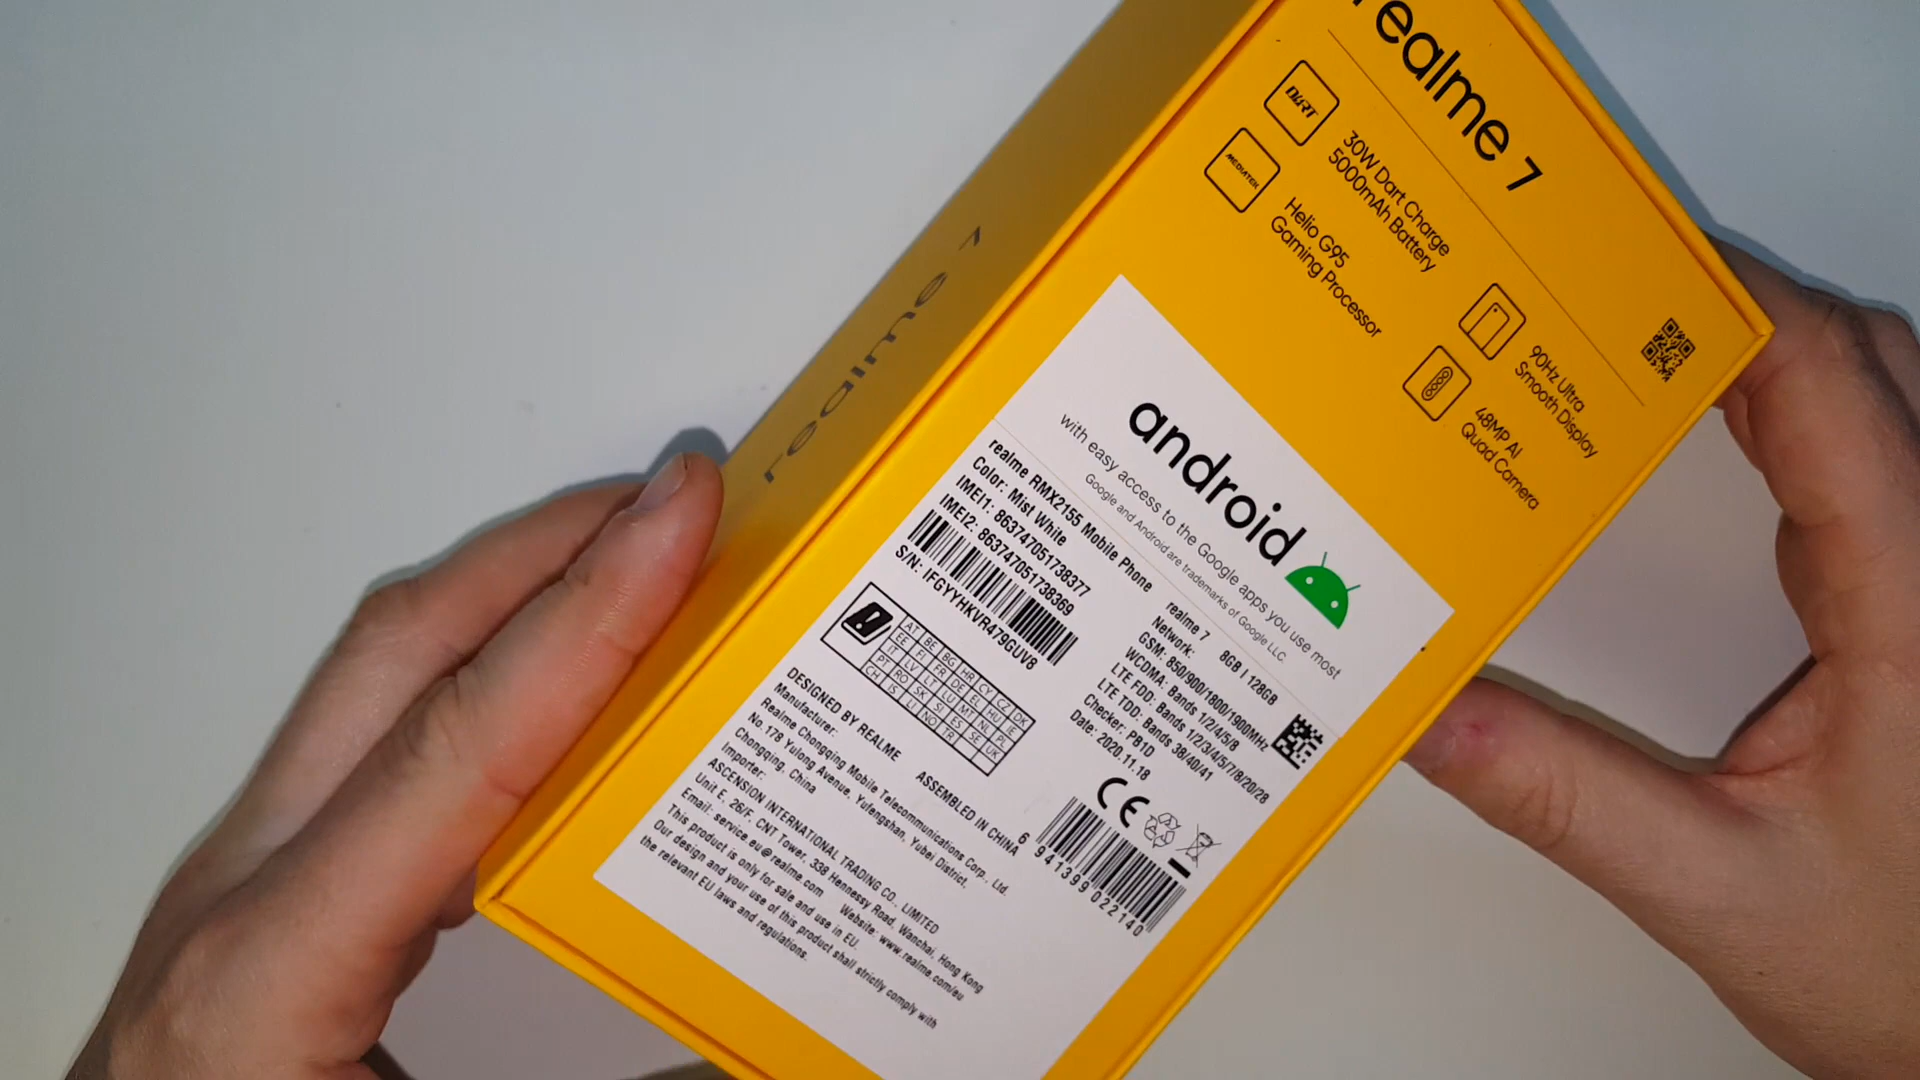 realme 7
DART
30W Dart Charge
5000mAh Battery
MEDIATEK
Helio G95
Gaming Processor
90Hz Ultra
Smooth Display
48MP AI
Quad Camera
realme 7
android
with easy access to the Google apps you use most
Google and Android are trademarks of Google LLC.
realme RMX2155 Mobile Phone
Color: Mist White
IMEI1: 863747051738377
IMEI2: 863747051738369
S/N: IFGYYHKVR479GUV8
realme 7 8GB | 128GB
Network:
GSM: 850/900/1800/1900MHz
WCDMA: Bands 1/2/4/5/8
LTE FDD: Bands 1/2/3/4/5/7/8/20/28
LTE TDD: Bands 38/40/41
Checker: PB1D
Date: 2020.11.18
AT BE BG HR CY CZ DK
EE FI FR DE EL HU IE
IT LV LT LU MT NL PL
PT RO SK SI ES SE UK
CH IS LI NO TR
DESIGNED BY REALME ASSEMBLED IN CHINA
Manufacturer:
Realme Chongqing Mobile Telecommunications Corp., Ltd.
No.178 Yulong Avenue, Yufengshan, Yubei District,
Chongqing, China
Importer:
ASCENSION INTERNATIONAL TRADING CO., LIMITED
Unit E, 26/F, CNT Tower, 338 Hennessy Road, Wanchai, Hong Kong
Email: service.eu@realme.com Website: www.realme.com/eu
This product is only for sale and use in EU.
Our design and your use of this product shall strictly comply with
the relevant EU laws and regulations.
CE
6 941399 022140